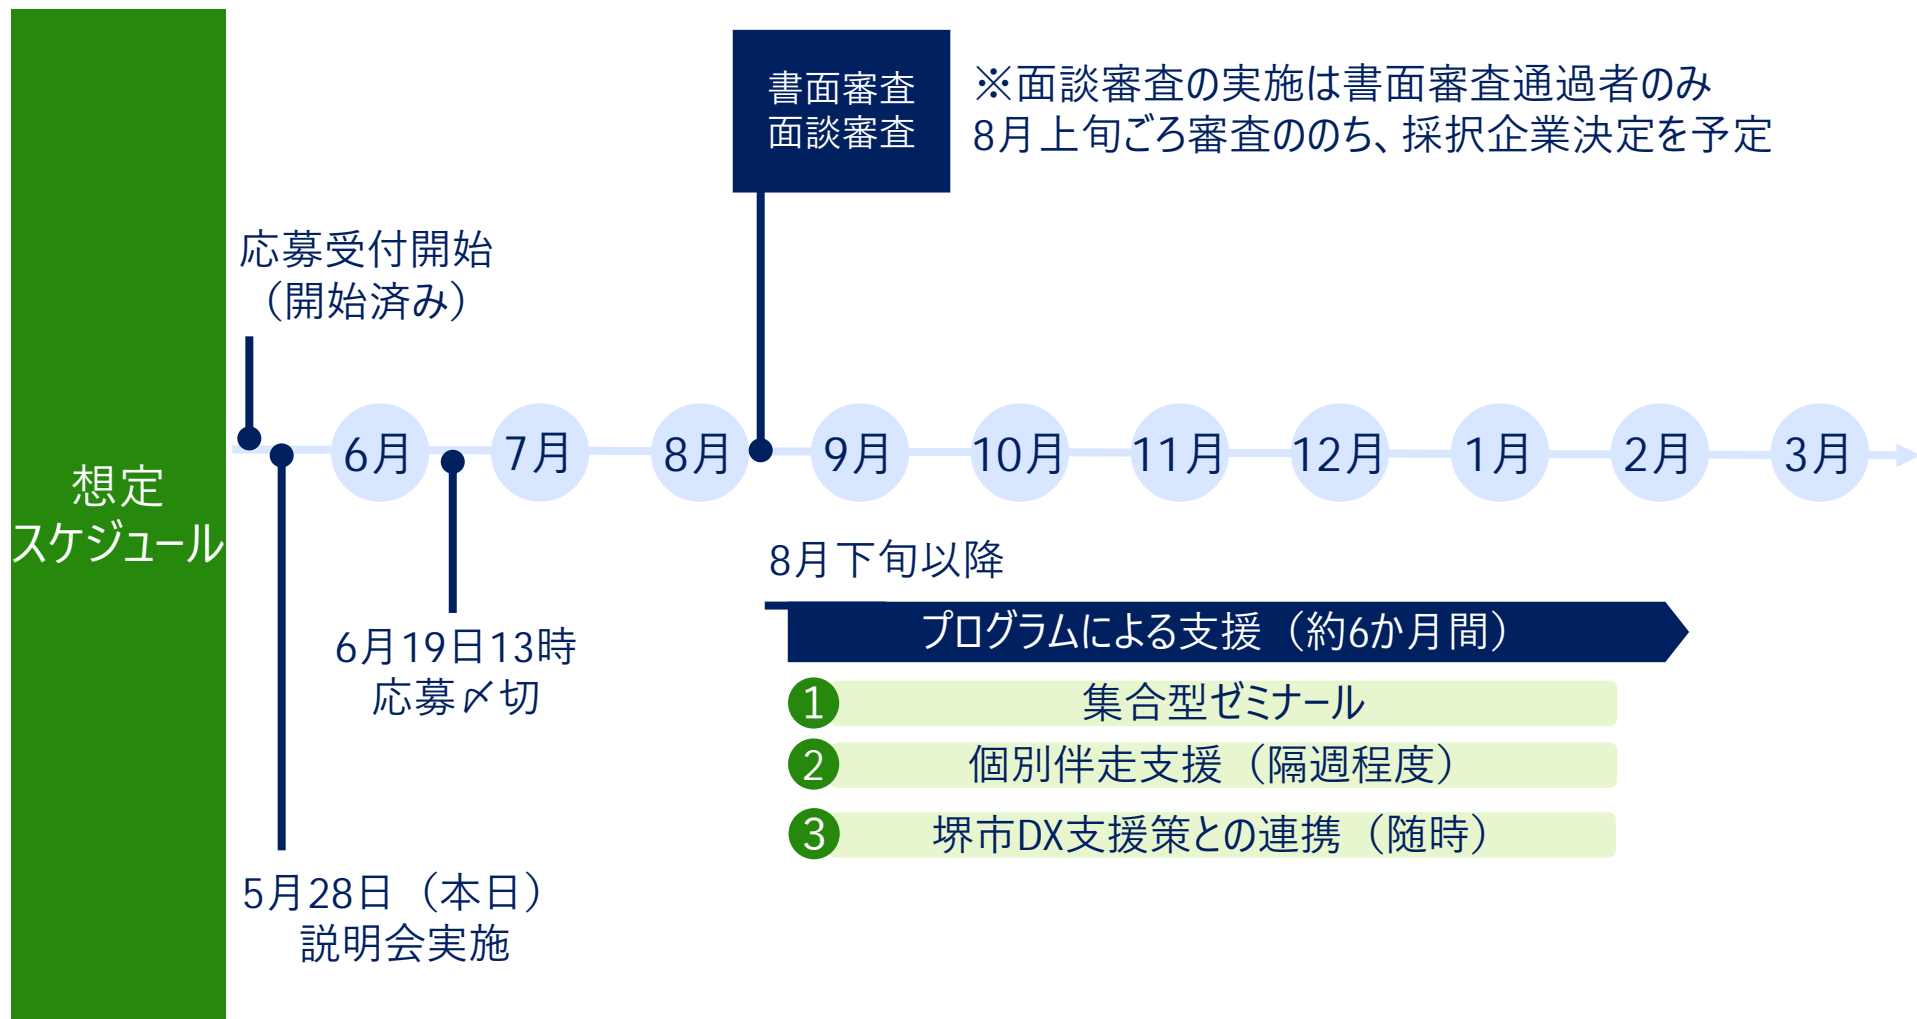 想定
スケジュール
書面審査
面談審査
※面談審査の実施は書面審査通過者のみ
8月上旬ごろ審査ののち、採択企業決定を予定
応募受付開始
（開始済み）
6月
7月
8月
9月
10月
11月
12月
1月
2月
3月
6月19日13時
応募〆切
5月28日（本日）
説明会実施
8月下旬以降
プログラムによる支援（約6か月間）
1 集合型ゼミナール
2 個別伴走支援（隔週程度）
3 堺市DX支援策との連携（随時）